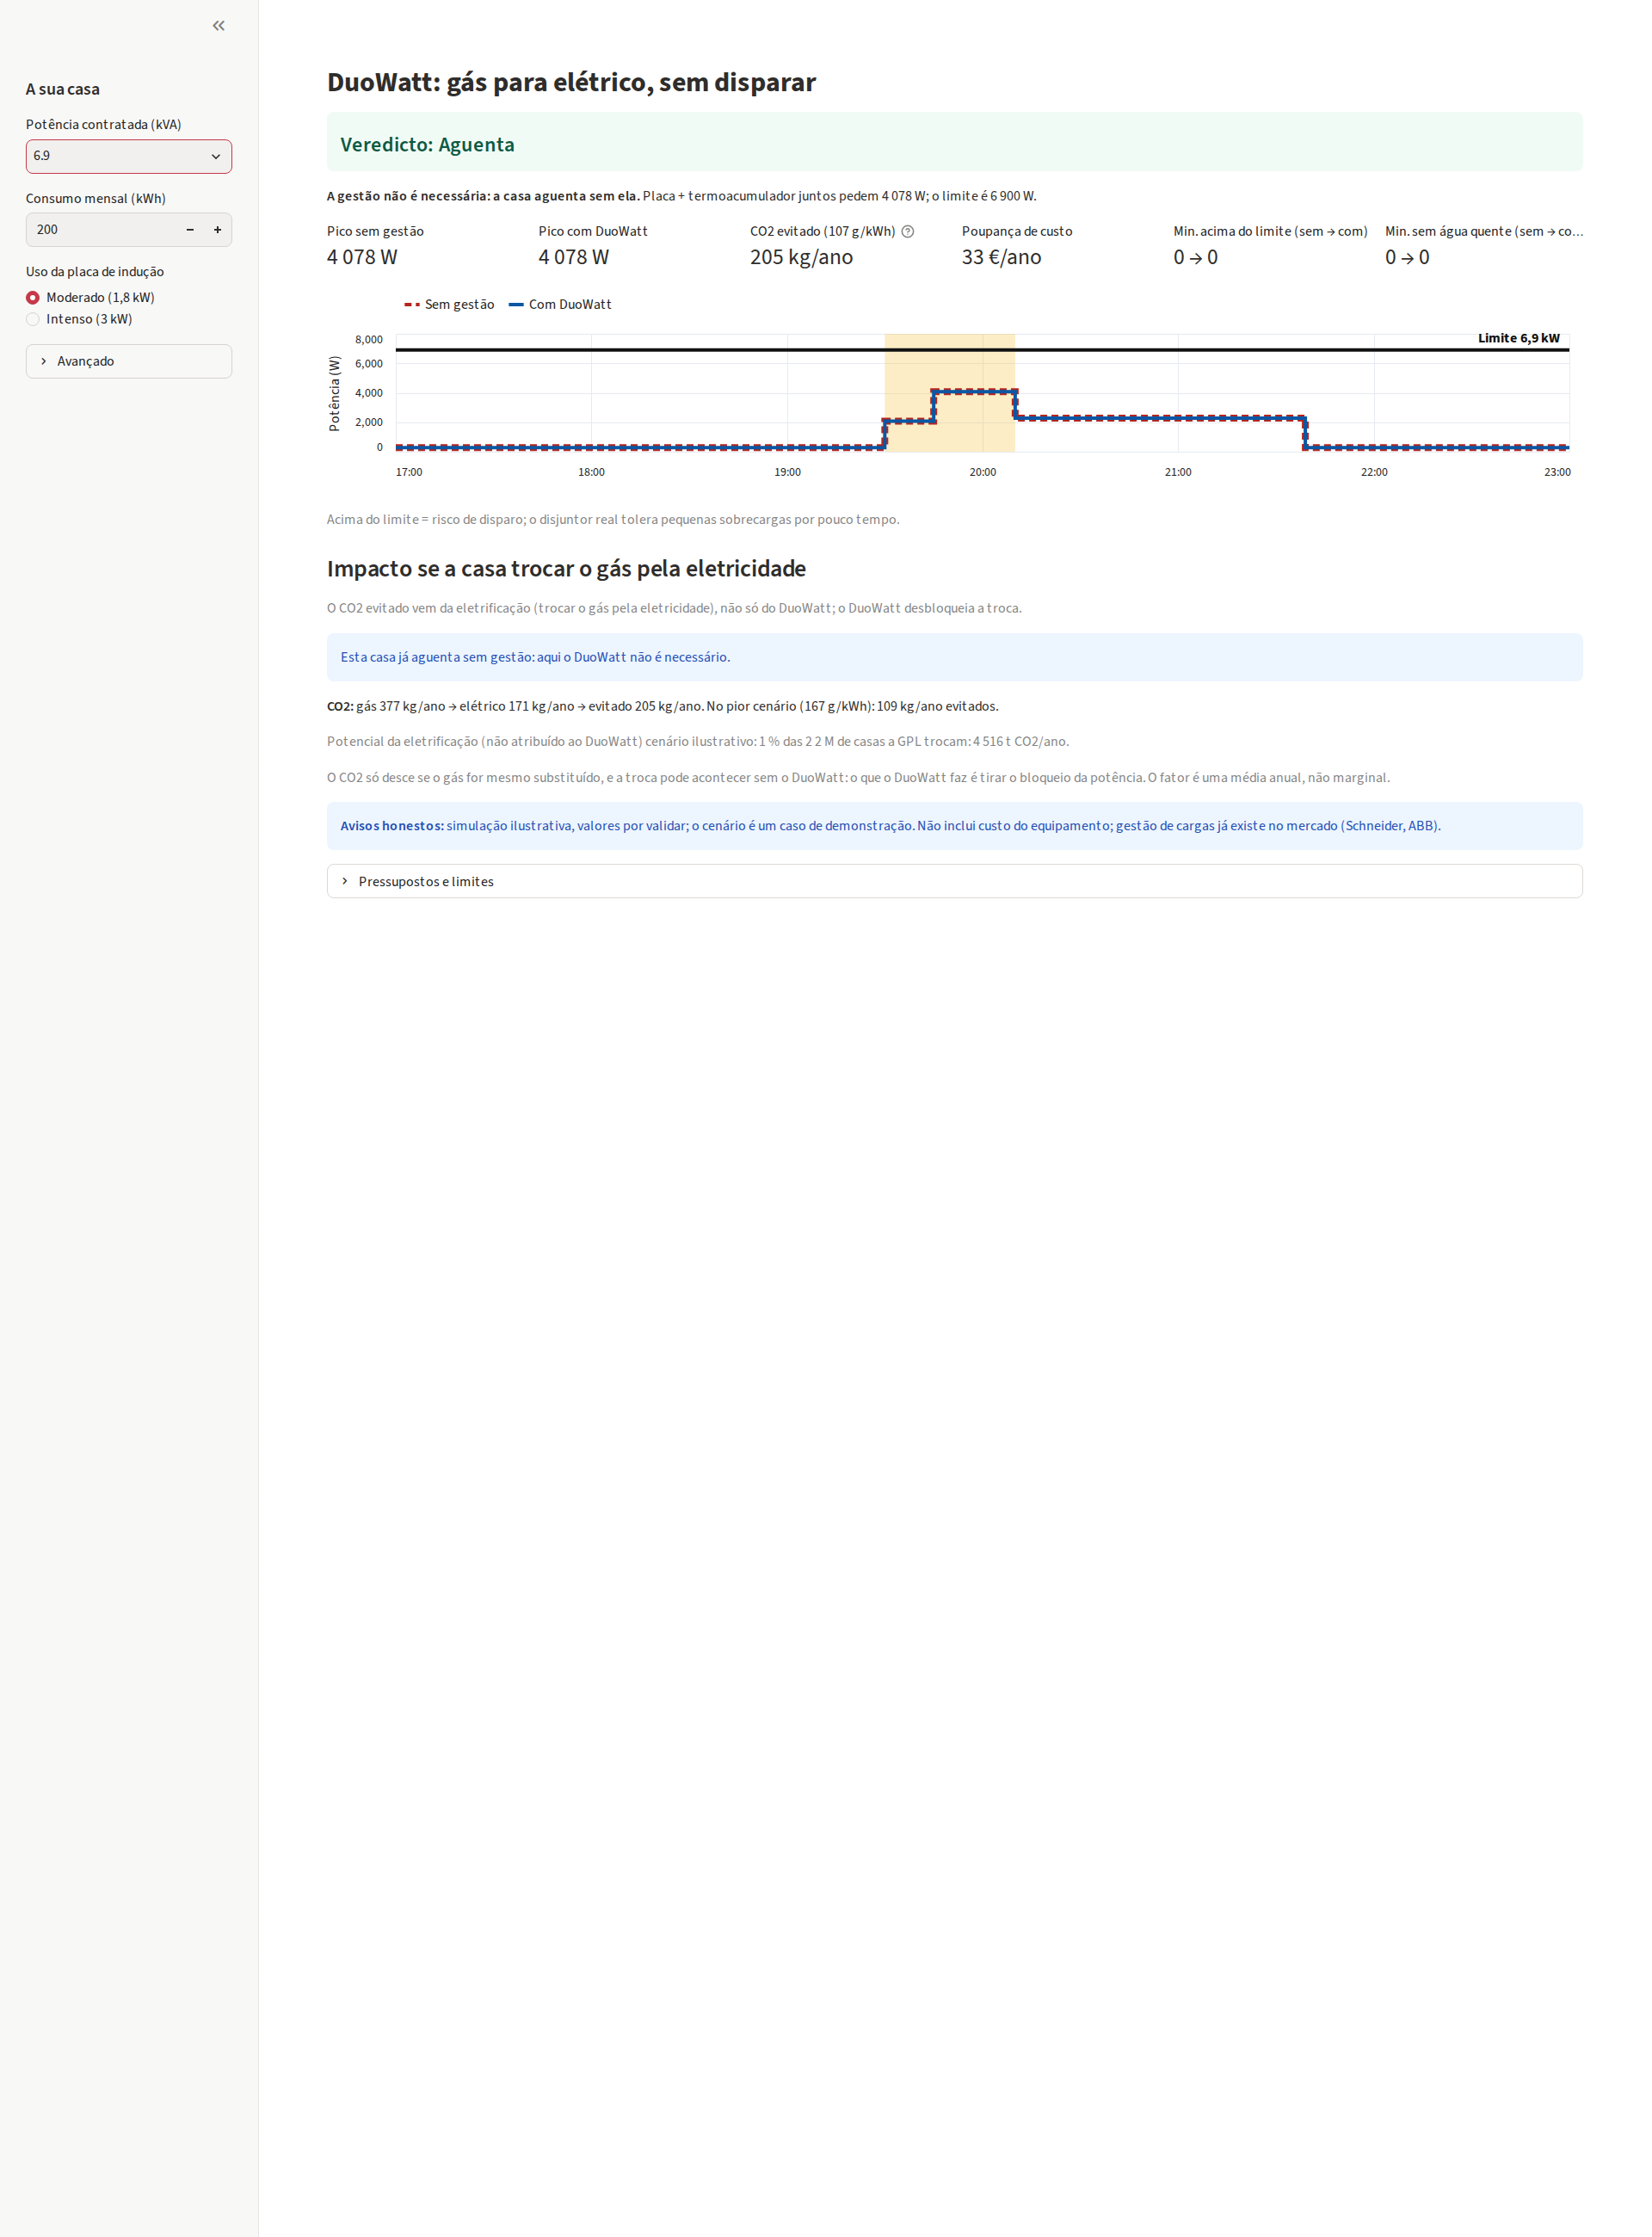 A sua casa
Potência contratada (kVA)
6.9
Consumo mensal (kWh)
200
Uso da placa de indução
Moderado (1,8 kW)
Intenso (3 kW)
Avançado
DuoWatt: gás para elétrico, sem disparar
Veredicto: Aguenta
A gestão não é necessária: a casa aguenta sem ela. Placa + termoacumulador juntos pedem 4 078 W; o limite é 6 900 W.
Pico sem gestão
4 078 W
Pico com DuoWatt
4 078 W
CO2 evitado (107 g/kWh)
205 kg/ano
Poupança de custo
33 €/ano
Min. acima do limite (sem → com)
0 → 0
Min. sem água quente (sem → co...
0 → 0
Sem gestão
Com DuoWatt
Potência (W)
8,000
6,000
4,000
2,000
0
Limite 6,9 kW
17:00 18:00 19:00 20:00 21:00 22:00 23:00
Acima do limite = risco de disparo; o disjuntor real tolera pequenas sobrecargas por pouco tempo.
Impacto se a casa trocar o gás pela eletricidade
O CO2 evitado vem da eletrificação (trocar o gás pela eletricidade), não só do DuoWatt; o DuoWatt desbloqueia a troca.
Esta casa já aguenta sem gestão: aqui o DuoWatt não é necessário.
CO2: gás 377 kg/ano → elétrico 171 kg/ano → evitado 205 kg/ano. No pior cenário (167 g/kWh): 109 kg/ano evitados.
Potencial da eletrificação (não atribuído ao DuoWatt) cenário ilustrativo: 1 % das 2 2 M de casas a GPL trocam: 4 516 t CO2/ano.
O CO2 só desce se o gás for mesmo substituído, e a troca pode acontecer sem o DuoWatt: o que o DuoWatt faz é tirar o bloqueio da potência. O fator é uma média anual, não marginal.
Avisos honestos: simulação ilustrativa, valores por validar; o cenário é um caso de demonstração. Não inclui custo do equipamento; gestão de cargas já existe no mercado (Schneider, ABB).
Pressupostos e limites